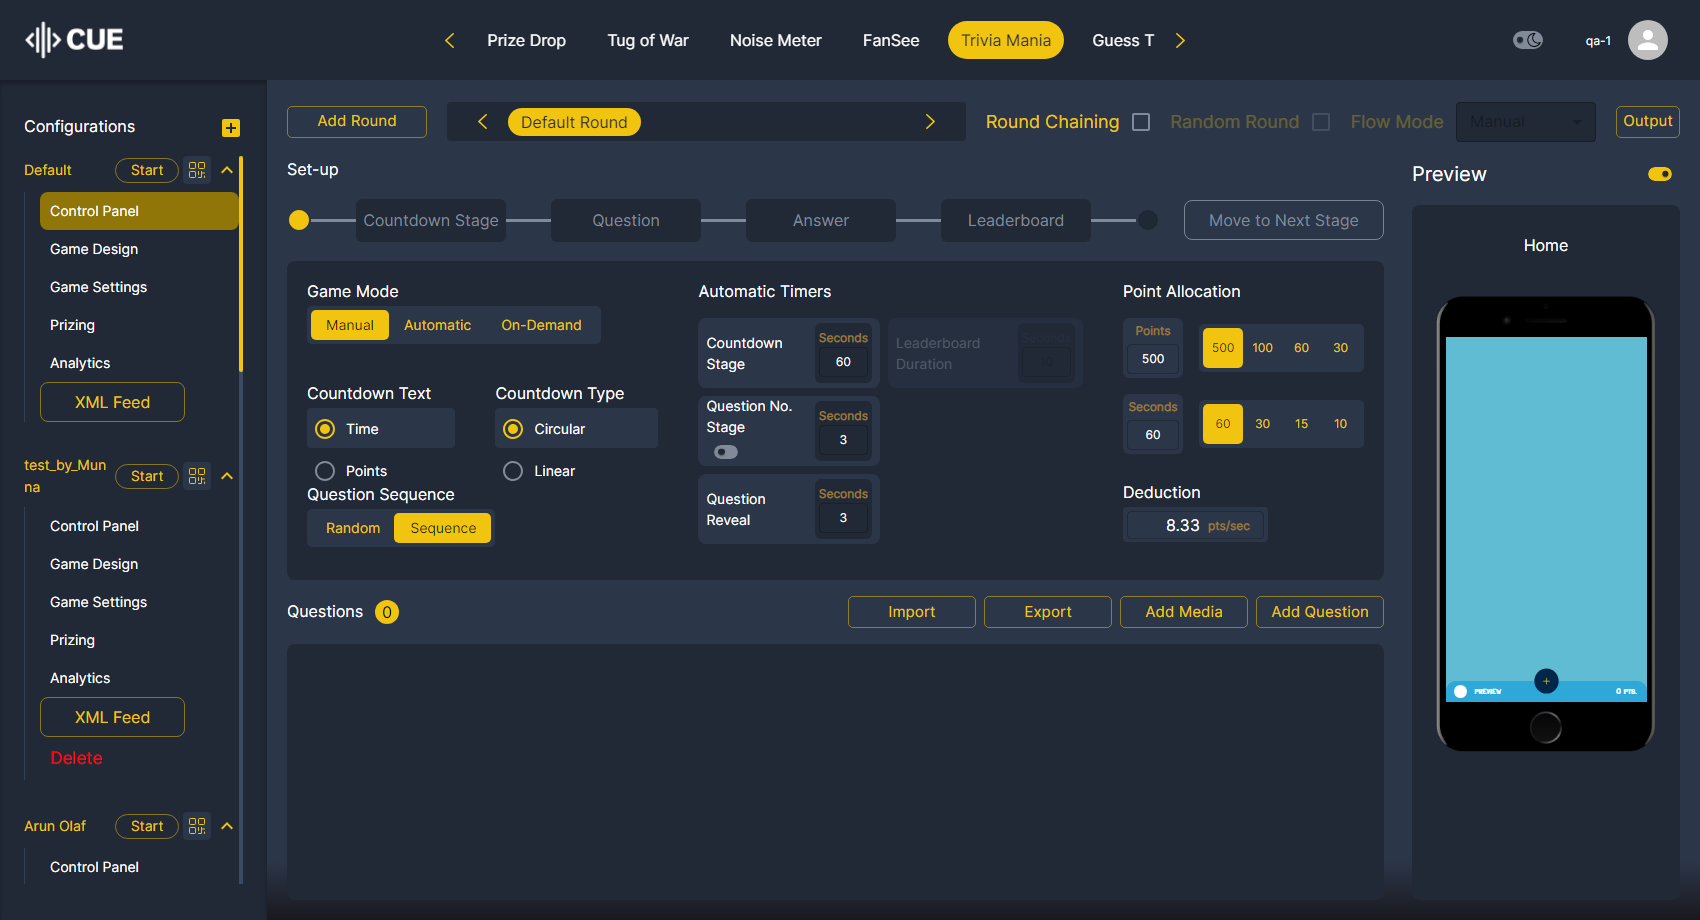 CUE
Prize Drop
Tug of War
Noise Meter
FanSee
Trivia Mania
Guess T
qa-1
Configurations
Default
Start
Control Panel
Game Design
Game Settings
Prizing
Analytics
XML Feed
test_by_Mun
na
Start
Control Panel
Game Design
Game Settings
Prizing
Analytics
XML Feed
Delete
Arun Olaf
Start
Control Panel
Add Round
Default Round
Round Chaining
Random Round
Flow Mode
Manual
Output
Set-up
Countdown Stage
Question
Answer
Leaderboard
Move to Next Stage
Game Mode
Manual
Automatic
On-Demand
Countdown Text
Time
Points
Countdown Type
Circular
Linear
Question Sequence
Random
Sequence
Automatic Timers
Countdown
Stage
Seconds
60
Leaderboard
Duration
Seconds
10
Question No.
Stage
Seconds
3
Question
Reveal
Seconds
3
Point Allocation
Points
500
500
100
60
30
Seconds
60
60
30
15
10
Deduction
8.33 pts/sec
Questions
0
Import
Export
Add Media
Add Question
Preview
Home
PREVIEW
0 PTS.